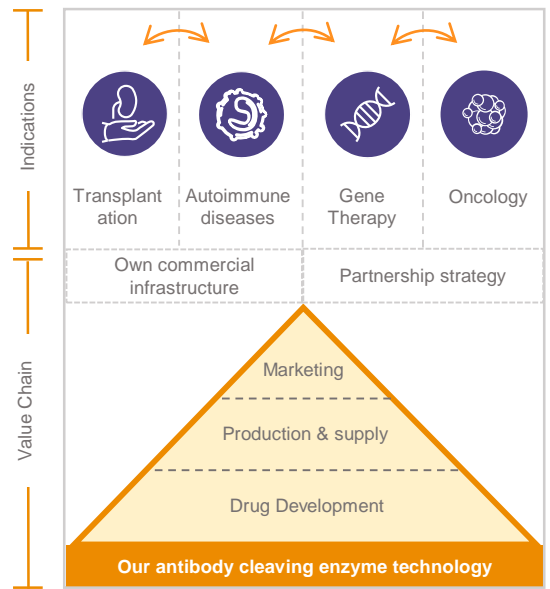 Indications
Transplant
ation
Autoimmune
diseases
Gene
Therapy
Oncology
Own commercial
infrastructure
Partnership strategy
Value Chain
Marketing
Production & supply
Drug Development
Our antibody cleaving enzyme technology